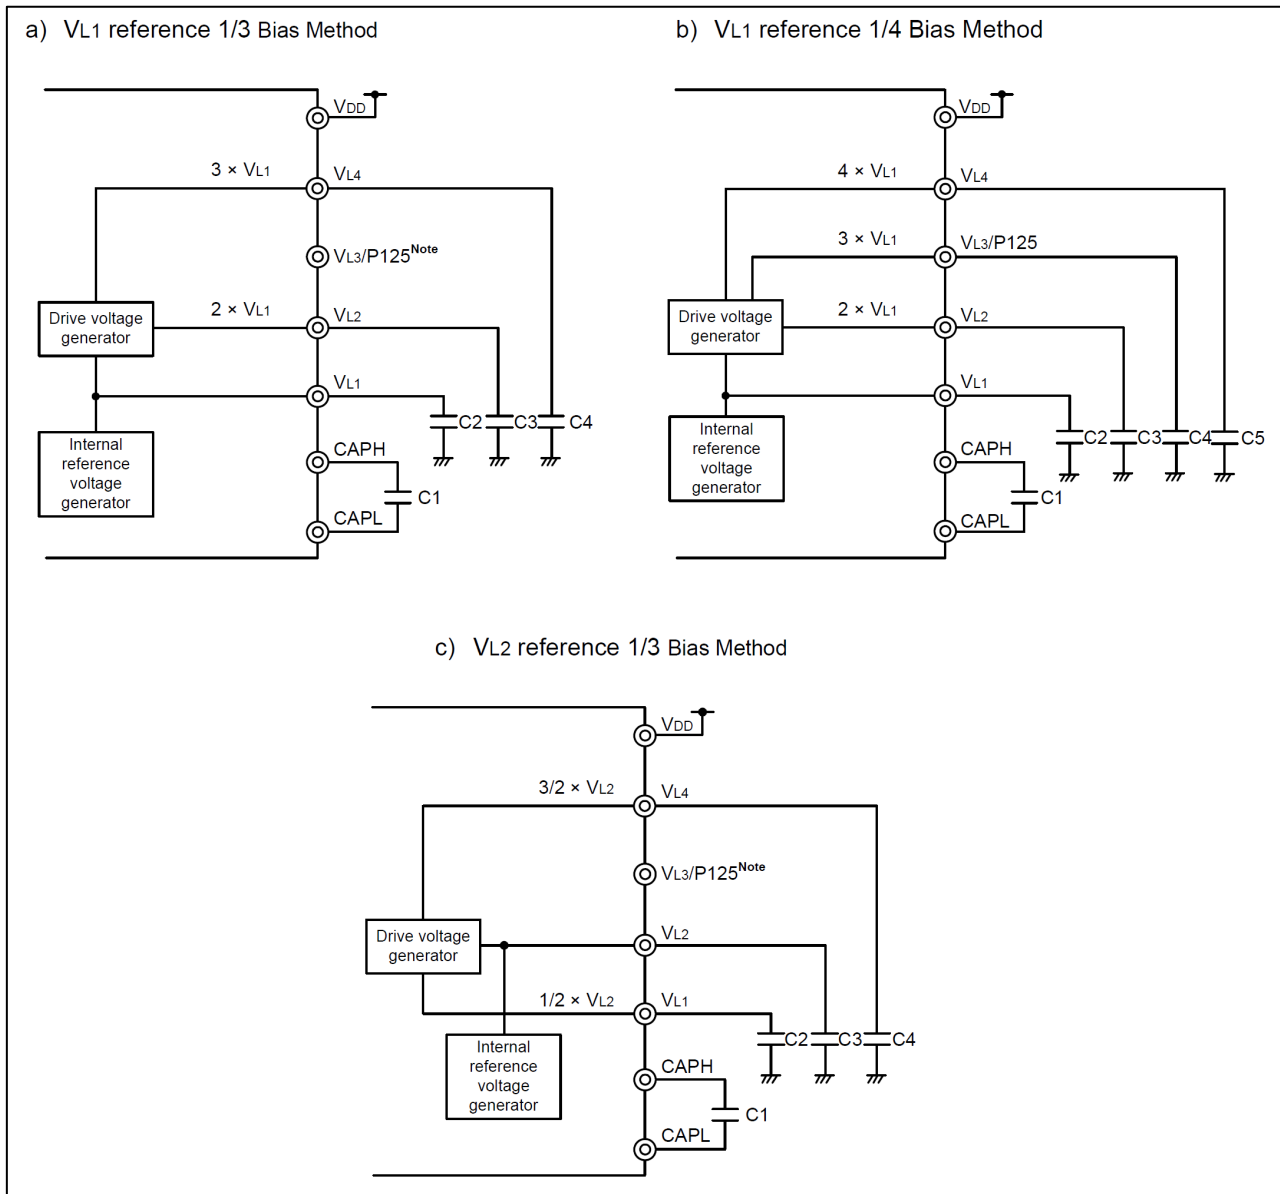 a) VL1 reference 1/3 Bias Method
VDD
3 × VL1
VL4
VL3/P125Note
Drive voltage
generator
2 × VL1
VL2
VL1
C2
C3
C4
Internal
reference
voltage
generator
CAPH
C1
CAPL
b) VL1 reference 1/4 Bias Method
VDD
4 × VL1
VL4
3 × VL1
VL3/P125
Drive voltage
generator
2 × VL1
VL2
VL1
C2
C3
C4
C5
Internal
reference
voltage
generator
CAPH
C1
CAPL
c) VL2 reference 1/3 Bias Method
VDD
3/2 × VL2
VL4
VL3/P125Note
Drive voltage
generator
VL2
1/2 × VL2
VL1
C2
C3
C4
Internal
reference
voltage
generator
CAPH
C1
CAPL